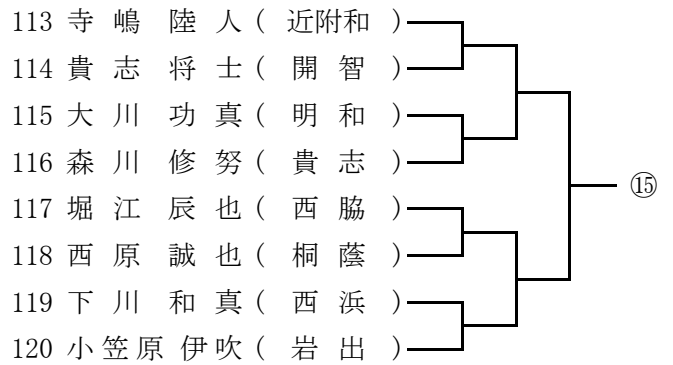 113 寺嶋 陸人(近附和)
114 貴志 将士(開智)
115 大川 功真(明和)
116 森川 修努(貴志)
⑮
117 堀江 辰也(西脇)
118 西原 誠也(桐蔭)
119 下川 和真(西浜)
120 小笠原 伊吹(岩出)